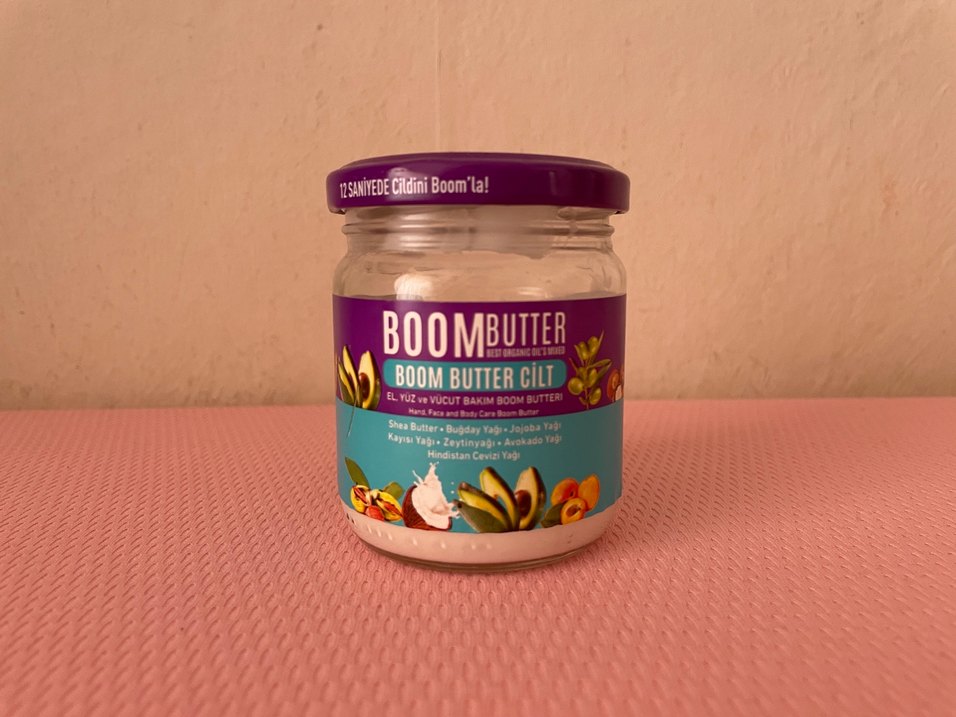 12 SANİYEDE Cildini Boom'la!
BOOM BUTTER
BEST ORGANIC OIL'S MIXED
BOOM BUTTER CİLT
EL, YÜZ ve VÜCUT BAKIM BOOM BUTTERI
Hand, Face and Body Care Boom Butter
Shea Butter • Buğday Yağı • Jojoba Yağı
Kayısı Yağı • Zeytinyağı • Avokado Yağı
Hindistan Cevizi Yağı